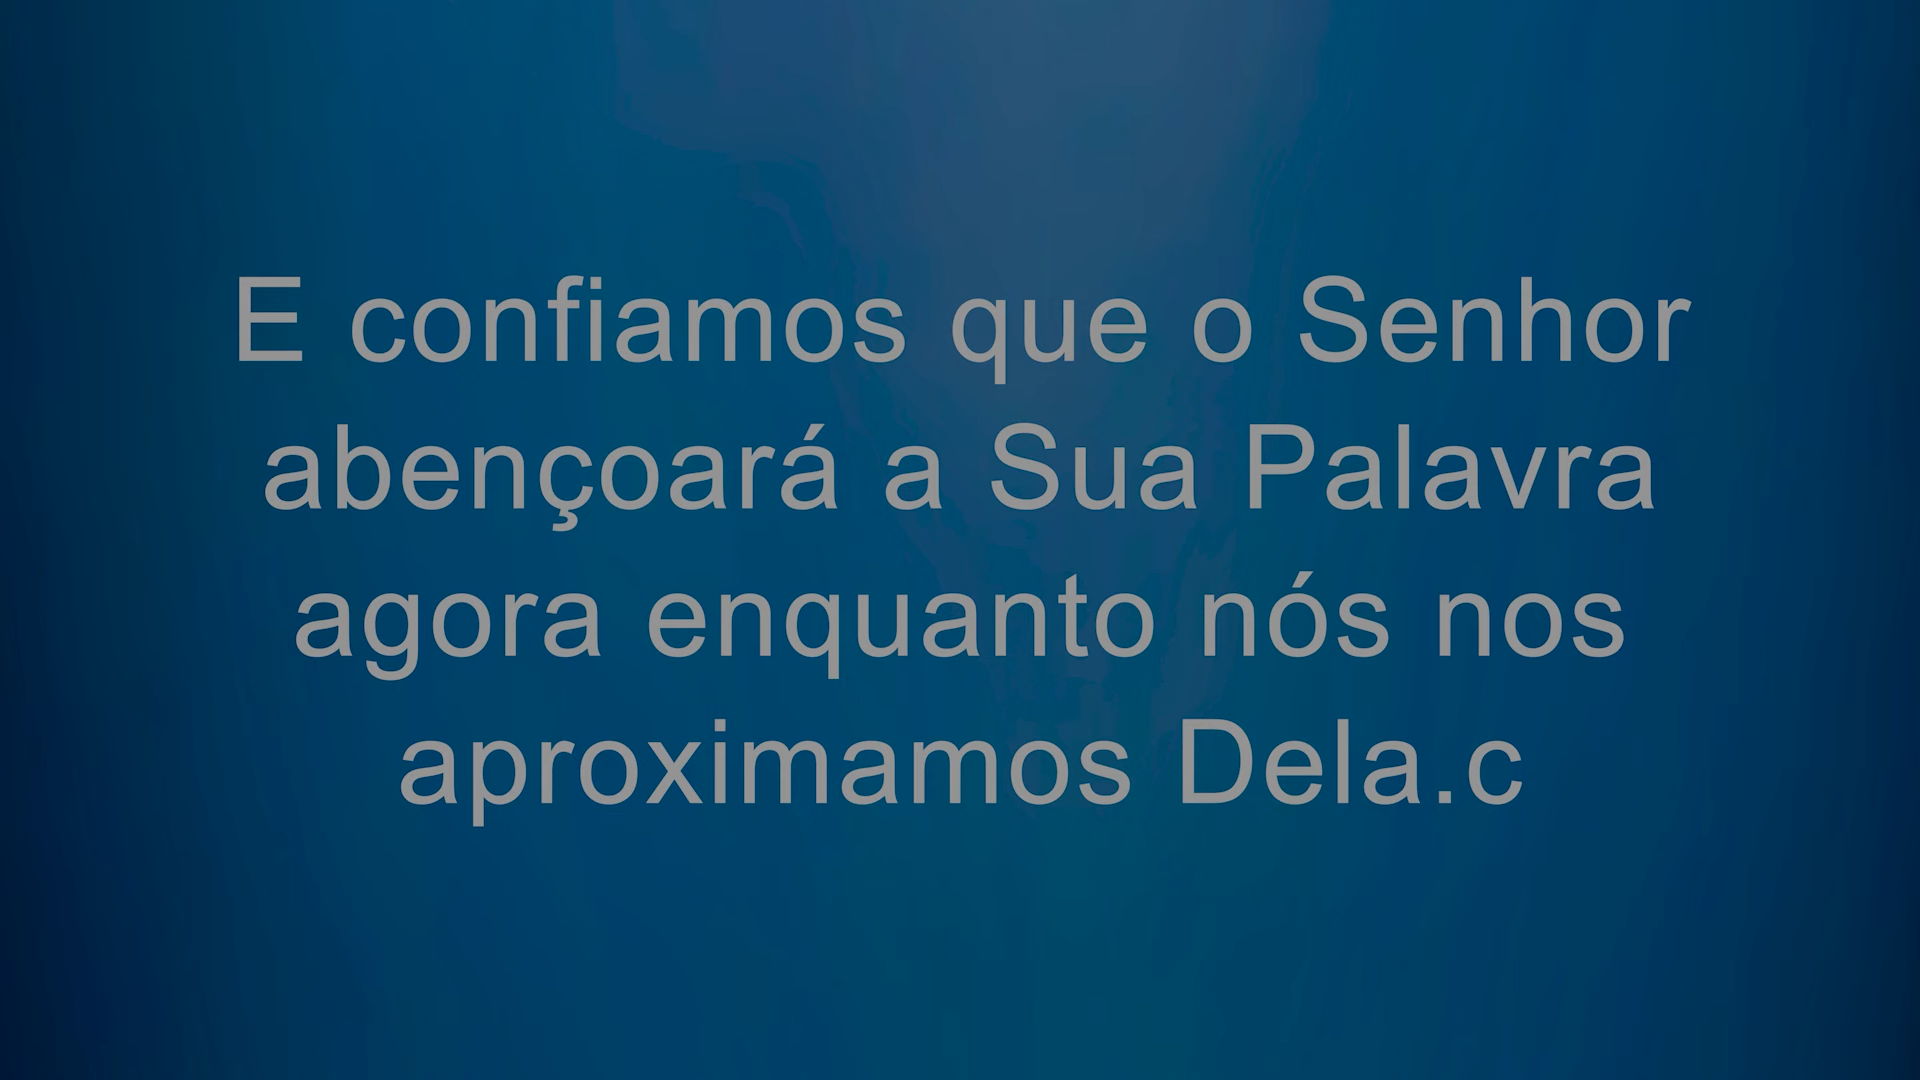 E confiamos que o Senhor
abençoará a Sua Palavra
agora enquanto nós nos
aproximamos Dela.c